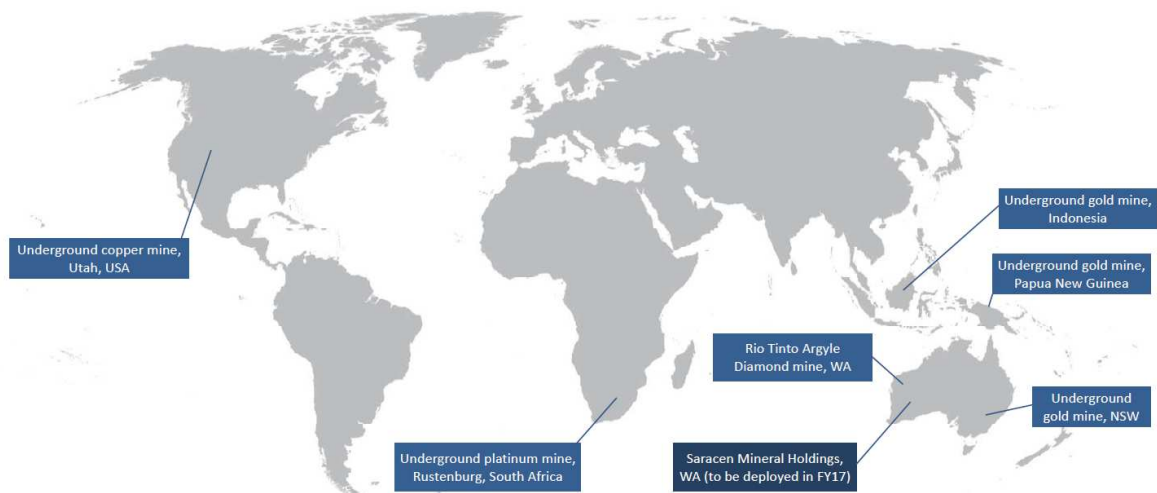 Underground gold mine,
Indonesia
Underground copper mine,
Utah, USA
Underground gold mine,
Papua New Guinea
Rio Tinto Argyle
Diamond mine, WA
Underground
gold mine, NSW
Underground platinum mine,
Rustenburg, South Africa
Saracen Mineral Holdings,
WA (to be deployed in FY17)